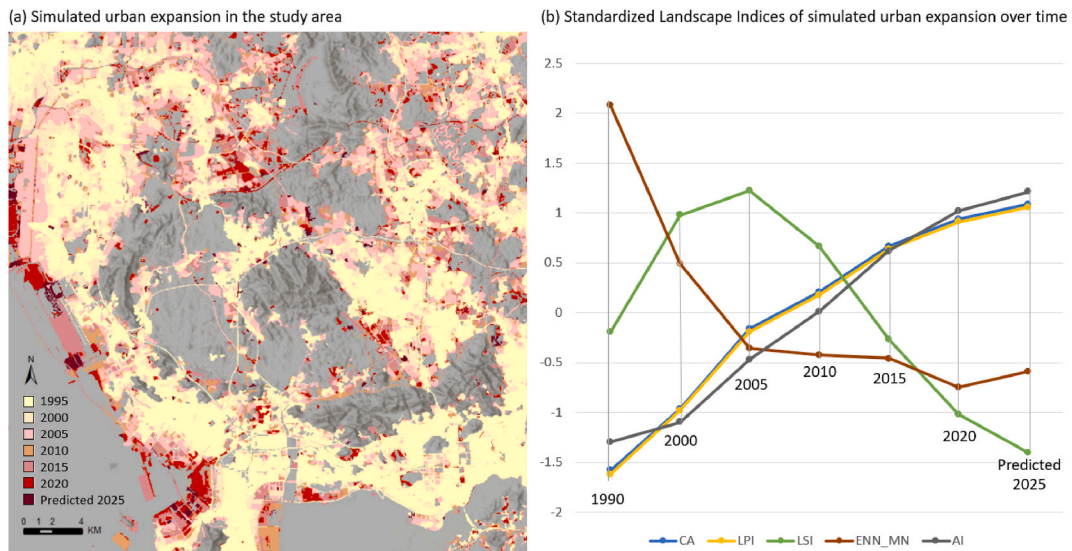 (a) Simulated urban expansion in the study area
N
1995
2000
2005
2010
2015
2020
Predicted 2025
0 1 2 4
KM
(b) Standardized Landscape Indices of simulated urban expansion over time
2.5
2
1.5
1
0.5
0
-0.5
-1
-1.5
-2
1990
2000
2005
2010
2015
2020
Predicted
2025
CA LPI LSI ENN_MN AI